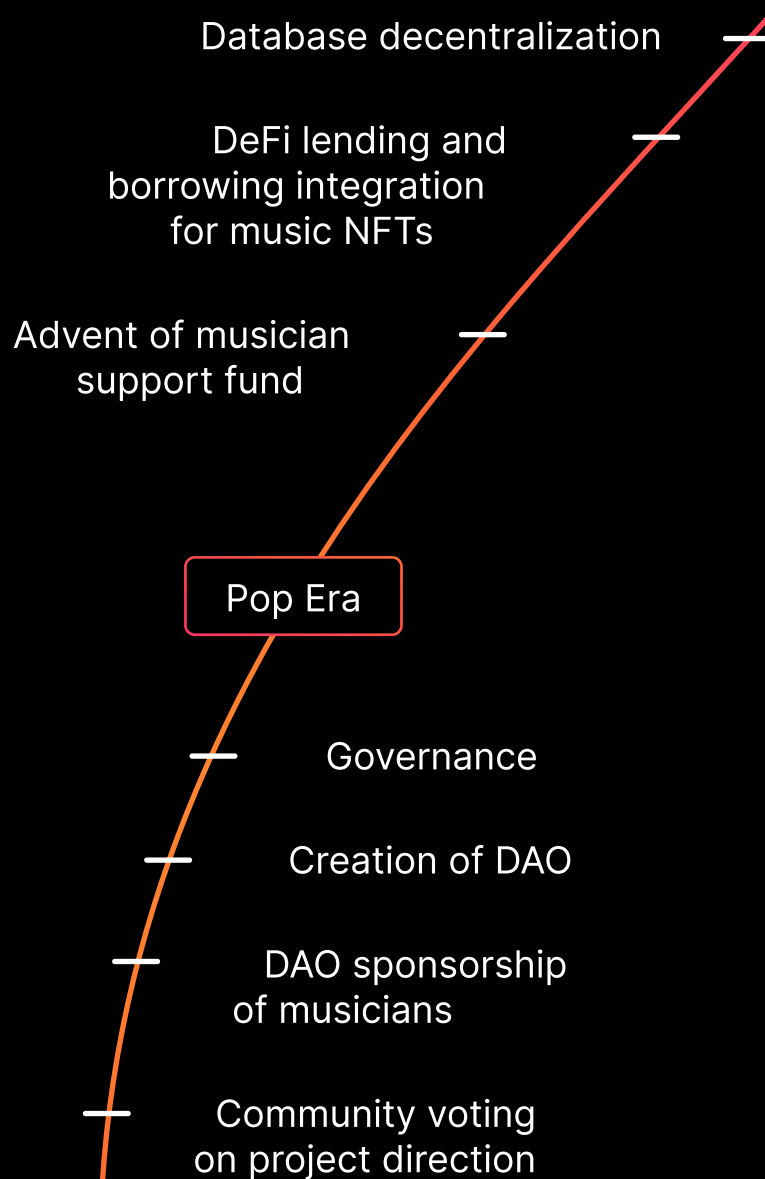 Database decentralization
DeFi lending and
borrowing integration
for music NFTs
Advent of musician
support fund
Pop Era
Governance
Creation of DAO
DAO sponsorship
of musicians
Community voting
on project direction